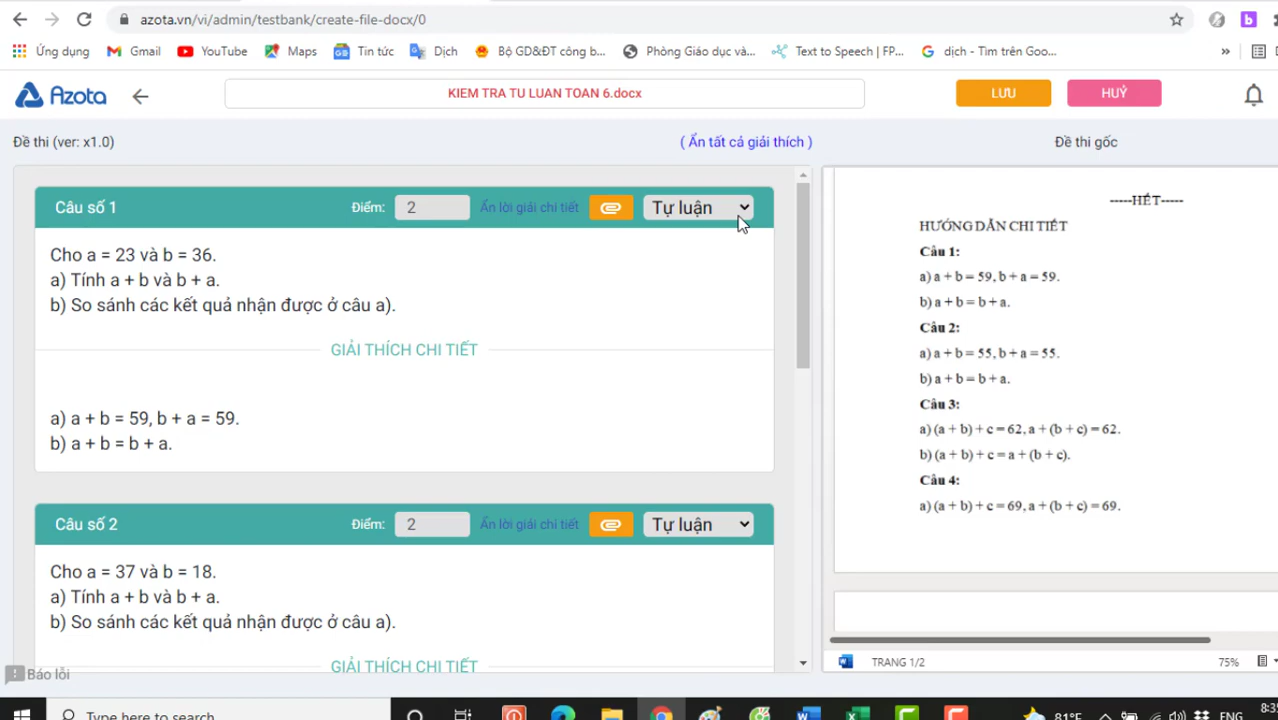 azota.vn/vi/admin/testbank/create-file-docx/0
Ứng dụng Gmail YouTube Maps Tin tức Dịch Bộ GD&ĐT công b... Phòng Giáo dục và... Text to Speech | FP... dịch - Tìm trên Goo... »
Azota KIEM TRA TU LUAN TOAN 6.docx LƯU HUỶ
Đề thi (ver: x1.0) ( Ẩn tất cả giải thích ) Đề thi gốc
Câu số 1 Điểm: 2 Ẩn lời giải chi tiết Tự luận
Cho a = 23 và b = 36.
a) Tính a + b và b + a.
b) So sánh các kết quả nhận được ở câu a).
GIẢI THÍCH CHI TIẾT
a) a + b = 59, b + a = 59.
b) a + b = b + a.
Câu số 2 Điểm: 2 Ẩn lời giải chi tiết Tự luận
Cho a = 37 và b = 18.
a) Tính a + b và b + a.
b) So sánh các kết quả nhận được ở câu a).
GIẢI THÍCH CHI TIẾT
Báo lỗi
-----HẾT-----
HƯỚNG DẪN CHI TIẾT
Câu 1:
a) a + b = 59, b + a = 59.
b) a + b = b + a.
Câu 2:
a) a + b = 55, b + a = 55.
b) a + b = b + a.
Câu 3:
a) (a + b) + c = 62, a + (b + c) = 62.
b) (a + b) + c = a + (b + c).
Câu 4:
a) (a + b) + c = 69, a + (b + c) = 69.
TRANG 1/2 75%
Type here to search 81°F ENG